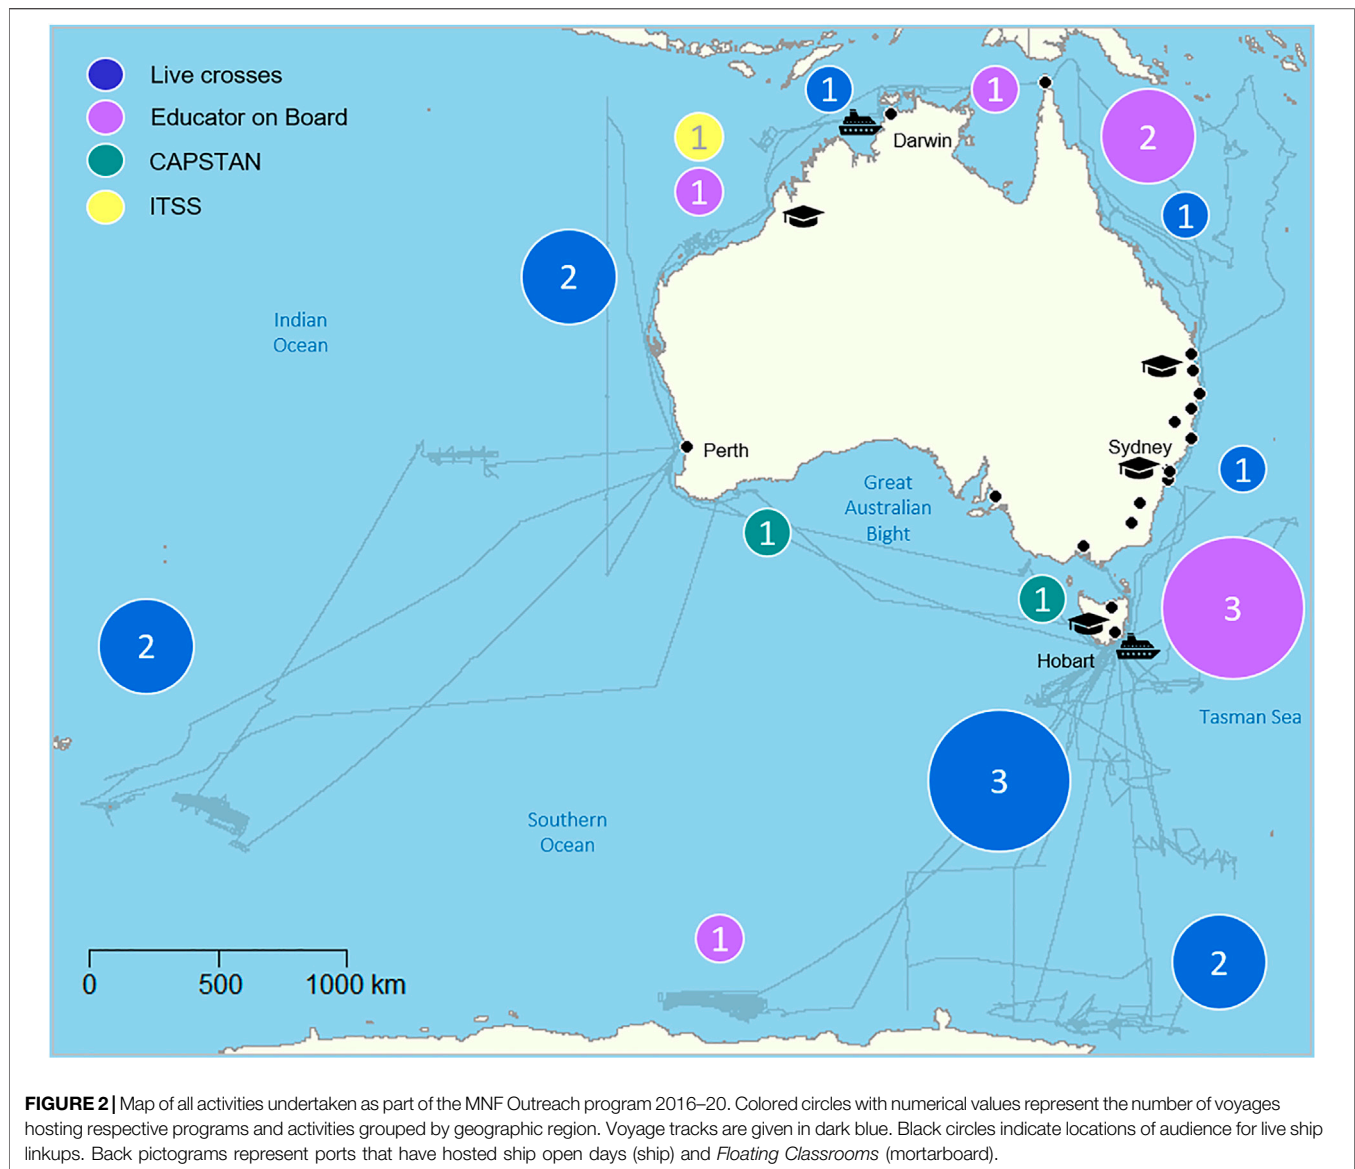 Live crosses
Educator on Board
CAPSTAN
ITSS
1
1
Darwin
2
1
1
1
2
Indian
Ocean
Perth
Sydney
1
Great
Australian
Bight
1
1
3
2
Hobart
Tasman Sea
3
Southern
Ocean
1
2
0 500 1000 km
FIGURE 2 | Map of all activities undertaken as part of the MNF Outreach program 2016–20. Colored circles with numerical values represent the number of voyages
hosting respective programs and activities grouped by geographic region. Voyage tracks are given in dark blue. Black circles indicate locations of audience for live ship
linkups. Back pictograms represent ports that have hosted ship open days (ship) and Floating Classrooms (mortarboard).